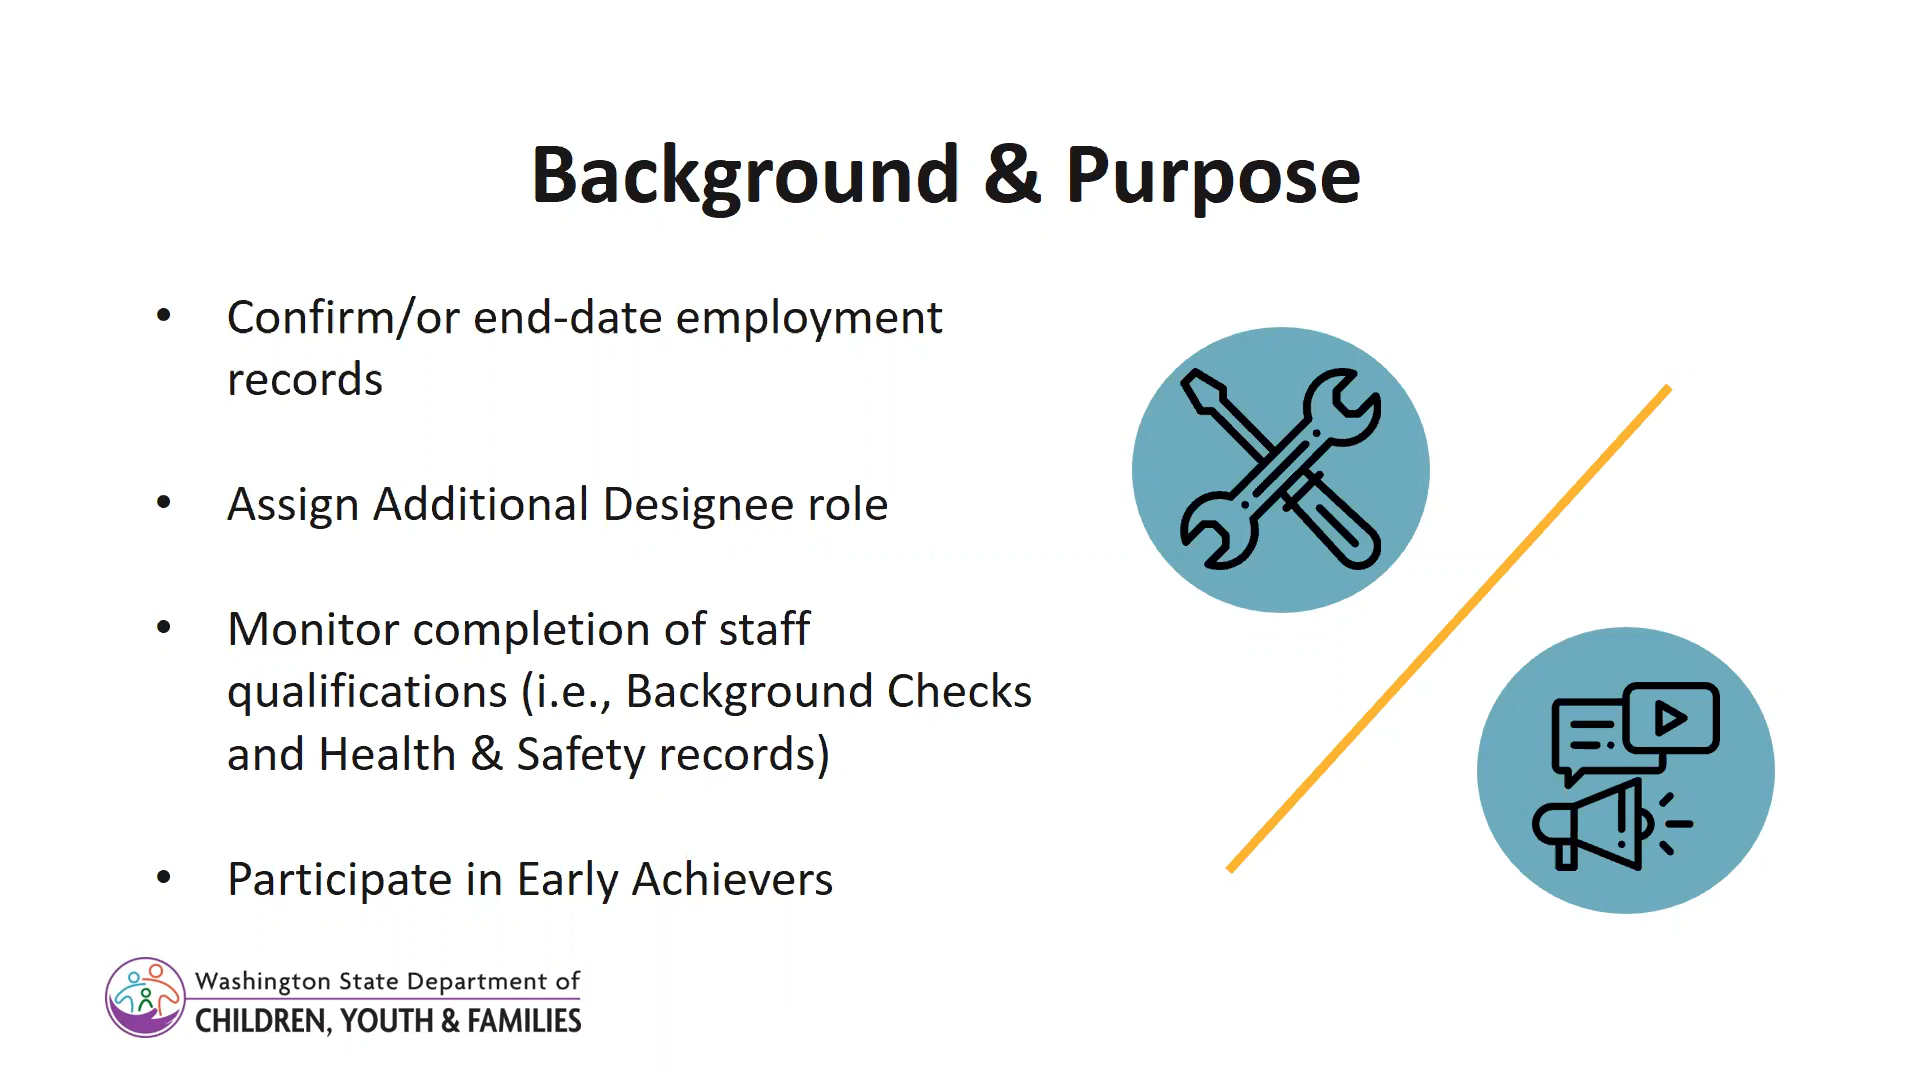 Background & Purpose
• Confirm/or end-date employment
records
• Assign Additional Designee role
• Monitor completion of staff
qualifications (i.e., Background Checks
and Health & Safety records)
• Participate in Early Achievers
Washington State Department of
CHILDREN, YOUTH & FAMILIES